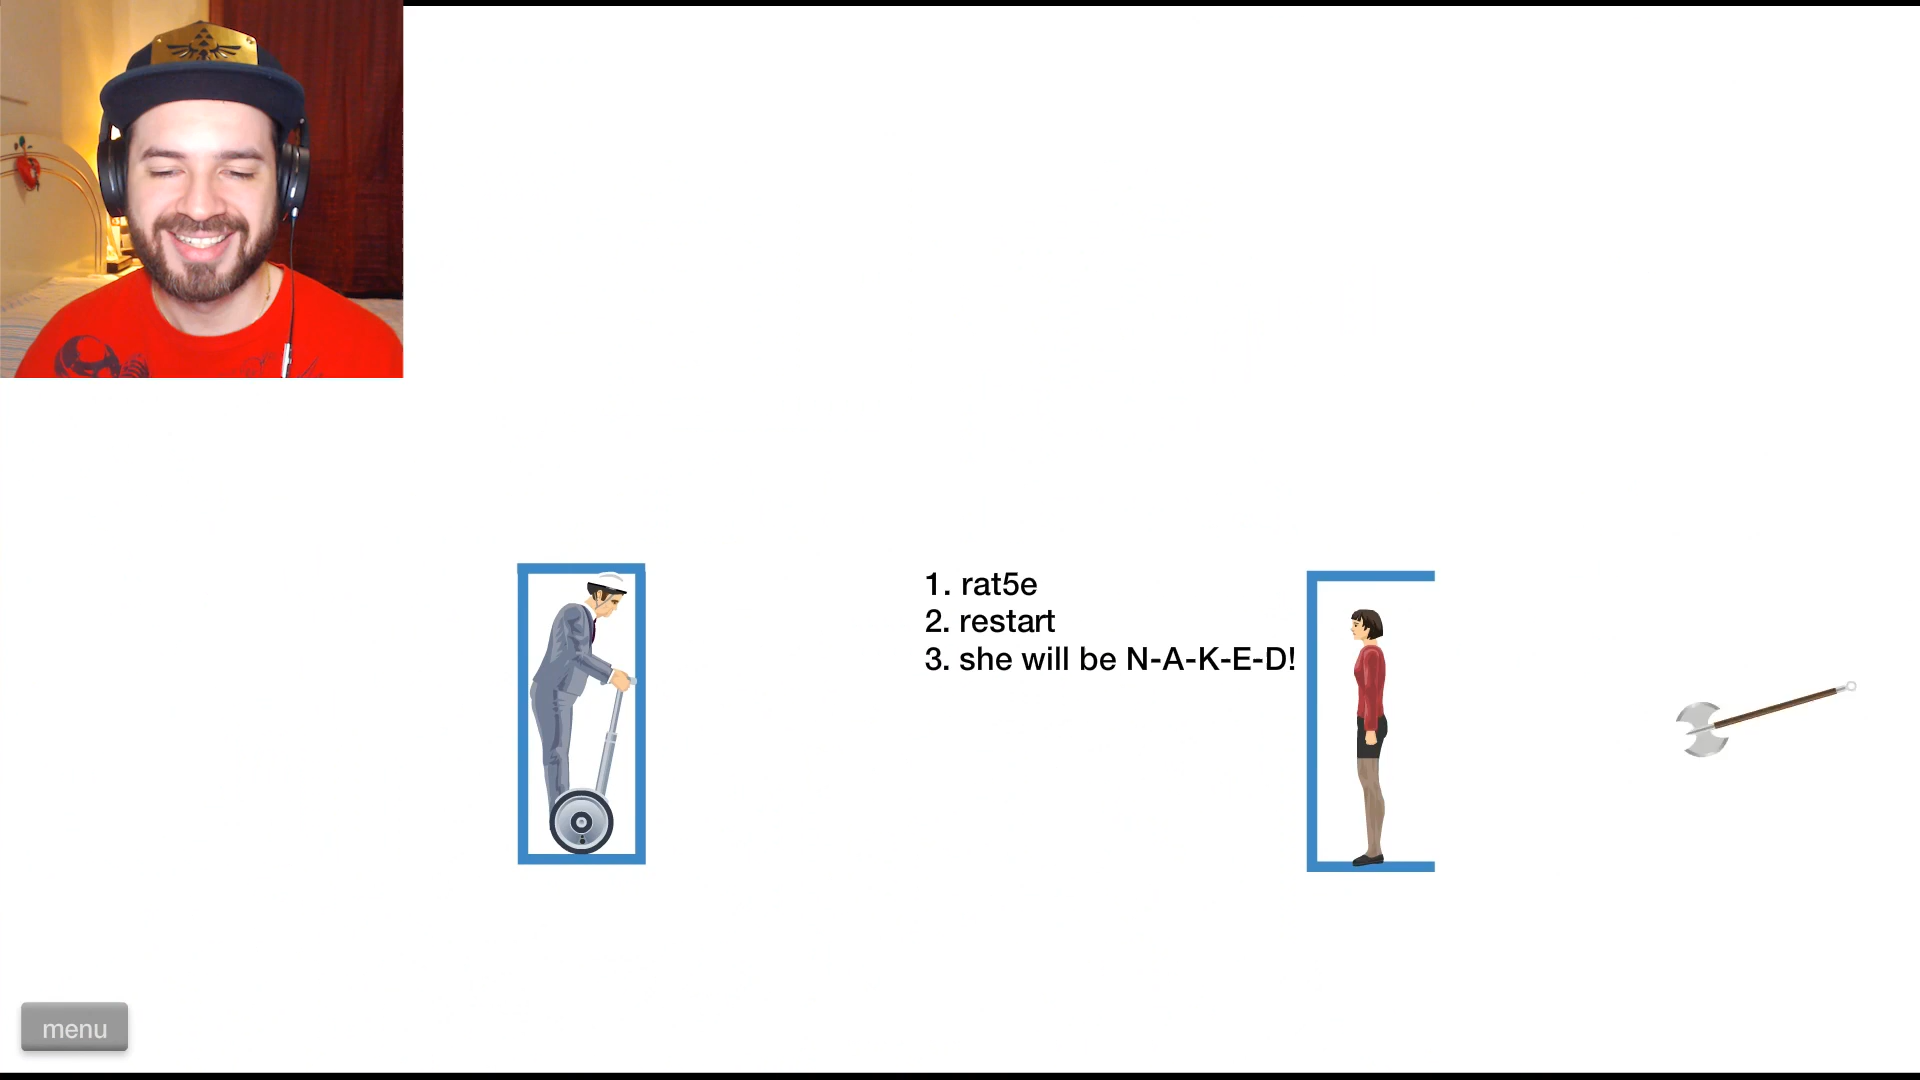 1. rat5e
2. restart
3. she will be N-A-K-E-D!
menu